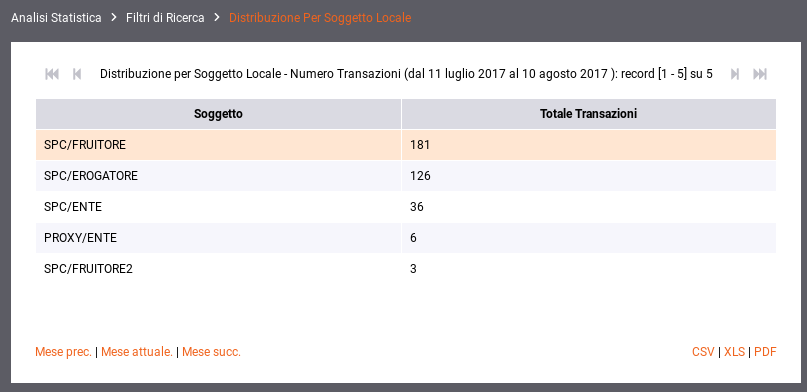 Analisi Statistica > Filtri di Ricerca > Distribuzione Per Soggetto Locale
Distribuzione per Soggetto Locale - Numero Transazioni (dal 11 luglio 2017 al 10 agosto 2017 ): record [1 - 5] su 5
Soggetto Totale Transazioni
SPC/FRUITORE 181
SPC/EROGATORE 126
SPC/ENTE 36
PROXY/ENTE 6
SPC/FRUITORE2 3
Mese prec. | Mese attuale. | Mese succ. CSV | XLS | PDF